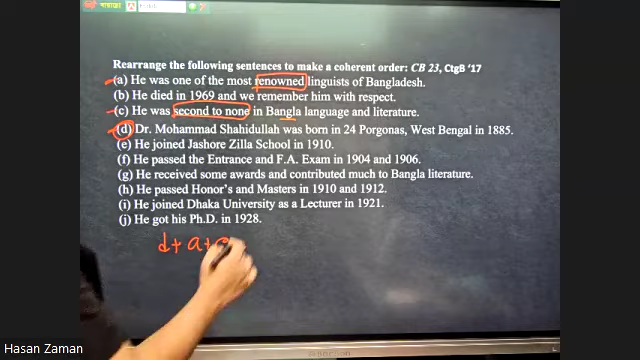 Rearrange the following sentences to make a coherent order: CB 23, CtgB '17
(a) He was one of the most renowned linguists of Bangladesh.
(b) He died in 1969 and we remember him with respect.
(c) He was second to none in Bangla language and literature.
(d) Dr. Mohammad Shahidullah was born in 24 Porgonas, West Bengal in 1885.
(e) He joined Jashore Zilla School in 1910.
(f) He passed the Entrance and F.A. Exam in 1904 and 1906.
(g) He received some awards and contributed much to Bangla literature.
(h) He passed Honor's and Masters in 1910 and 1912.
(i) He joined Dhaka University as a Lecturer in 1921.
(j) He got his Ph.D. in 1928.
d+ a+
Hasan Zaman